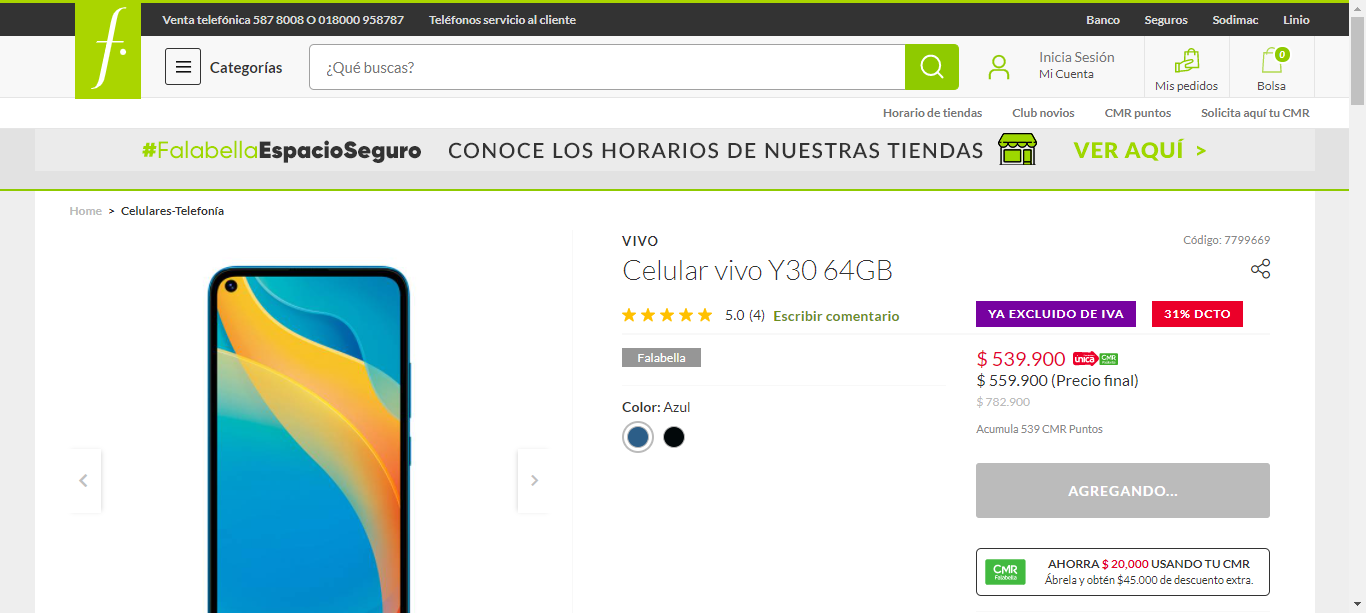 Venta telefónica 587 8008 O 018000 958787 Teléfonos servicio al cliente Banco Seguros Sodimac Linio
f.
Categorías ¿Qué buscas? Inicia Sesión
Mi Cuenta
Mis pedidos
0
Bolsa
Horario de tiendas Club novios CMR puntos Solicita aquí tu CMR
#FalabellaEspacioSeguro CONOCE LOS HORARIOS DE NUESTRAS TIENDAS VER AQUÍ >
Home > Celulares-Telefonía
VIVO
Código: 7799669
Celular vivo Y30 64GB
5.0 (4) Escribir comentario
YA EXCLUIDO DE IVA 31% DCTO
Falabella
$ 539.900 única CMR
$ 559.900 (Precio final)
$ 782.900
Acumula 539 CMR Puntos
Color: Azul
AGREGANDO...
CMR
Falabella
AHORRA $ 20,000 USANDO TU CMR
Ábrela y obtén $45.000 de descuento extra.